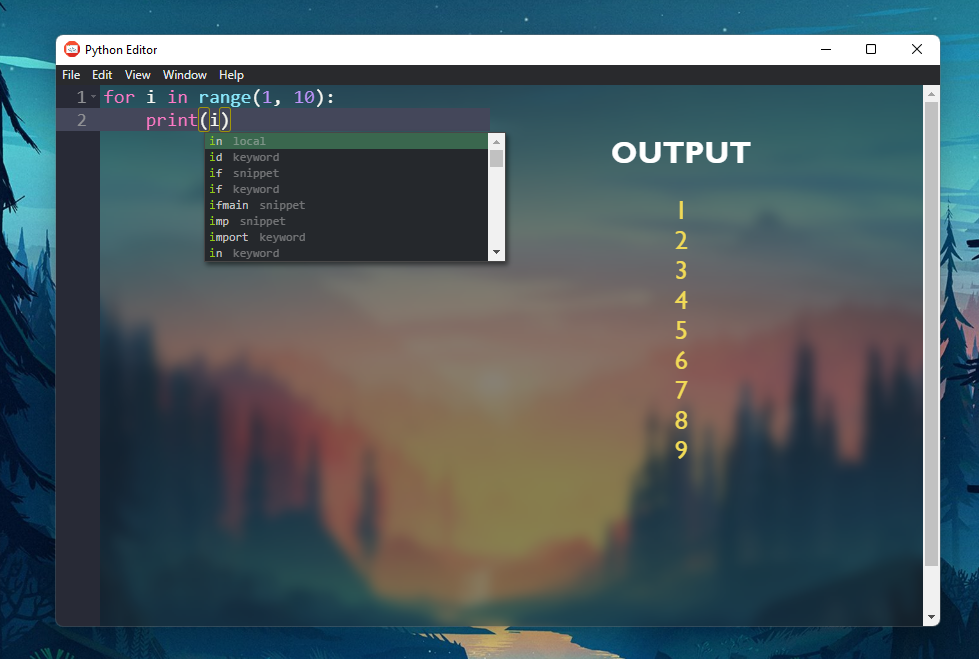 Python Editor
File Edit View Window Help
1 for i in range(1, 10):
2     print(i)
in local
id keyword
if snippet
if keyword
ifmain snippet
imp snippet
import keyword
in keyword
OUTPUT
1
2
3
4
5
6
7
8
9